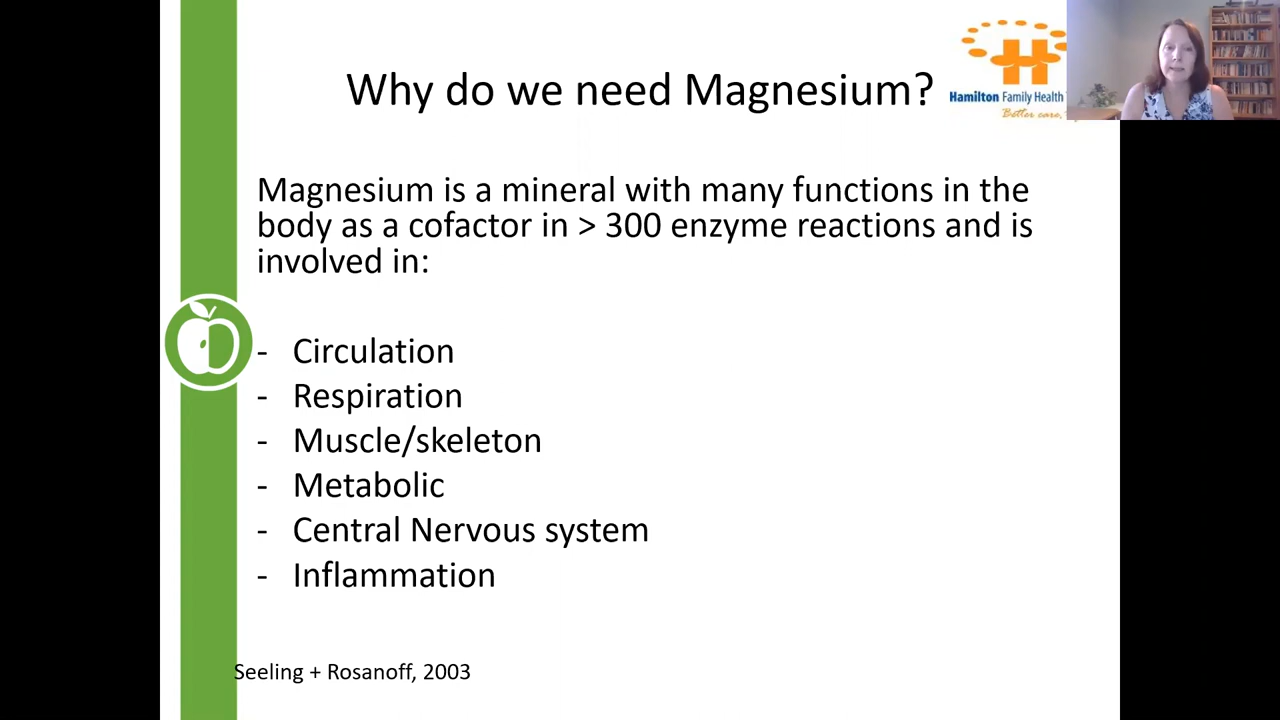 Why do we need Magnesium?
Hamilton Family Health
Better care,
Magnesium is a mineral with many functions in the
body as a cofactor in > 300 enzyme reactions and is
involved in:
- Circulation
- Respiration
- Muscle/skeleton
- Metabolic
- Central Nervous system
- Inflammation
Seeling + Rosanoff, 2003